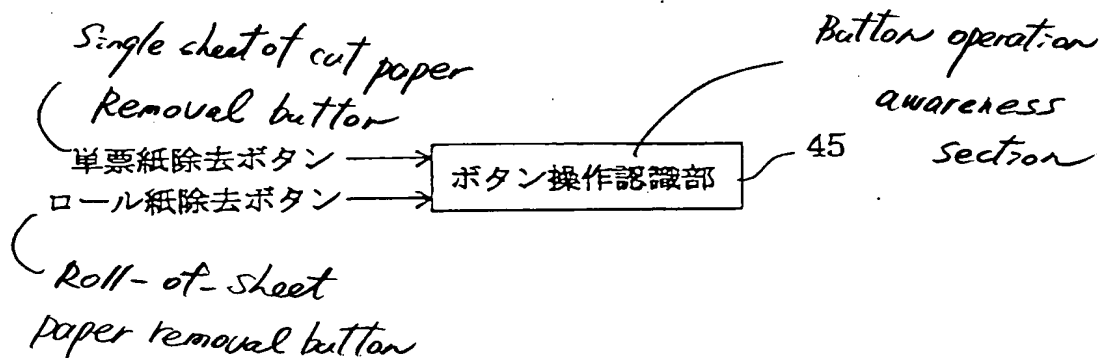 Single sheet of cut paper
Removal button
Button operation
awareness
section
単票紙除去ボタン
ロール紙除去ボタン
ボタン操作認識部
45
Roll-of-sheet
paper removal button